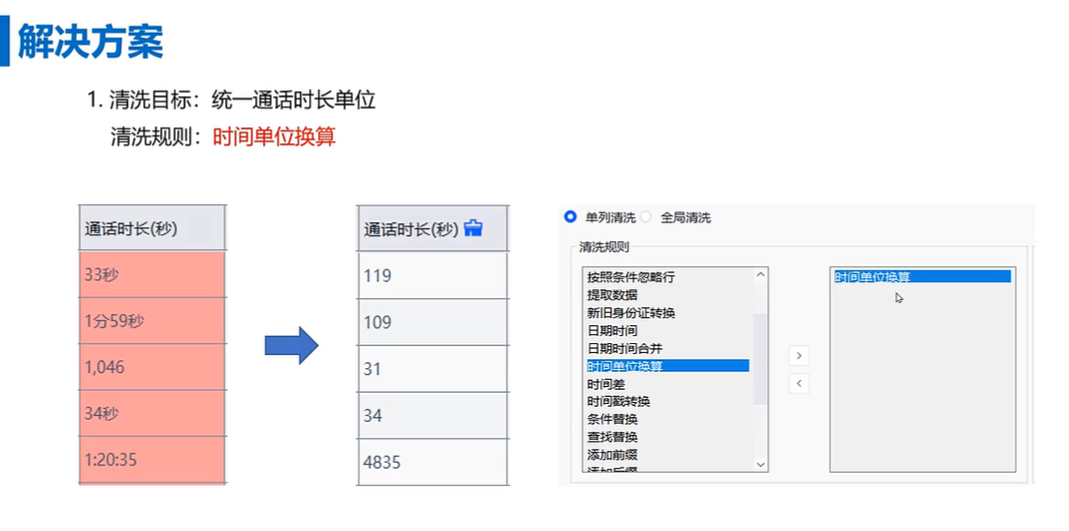 解决方案
1. 清洗目标：统一通话时长单位
清洗规则：时间单位换算
通话时长(秒)
33秒
1分59秒
1,046
34秒
1:20:35
通话时长(秒)
119
109
31
34
4835
单列清洗 全局清洗
清洗规则
按照条件忽略行
提取数据
新旧身份证转换
日期时间
日期时间合并
时间单位换算
时间差
时间戳转换
条件替换
查找替换
添加前缀
添加后缀
时间单位换算